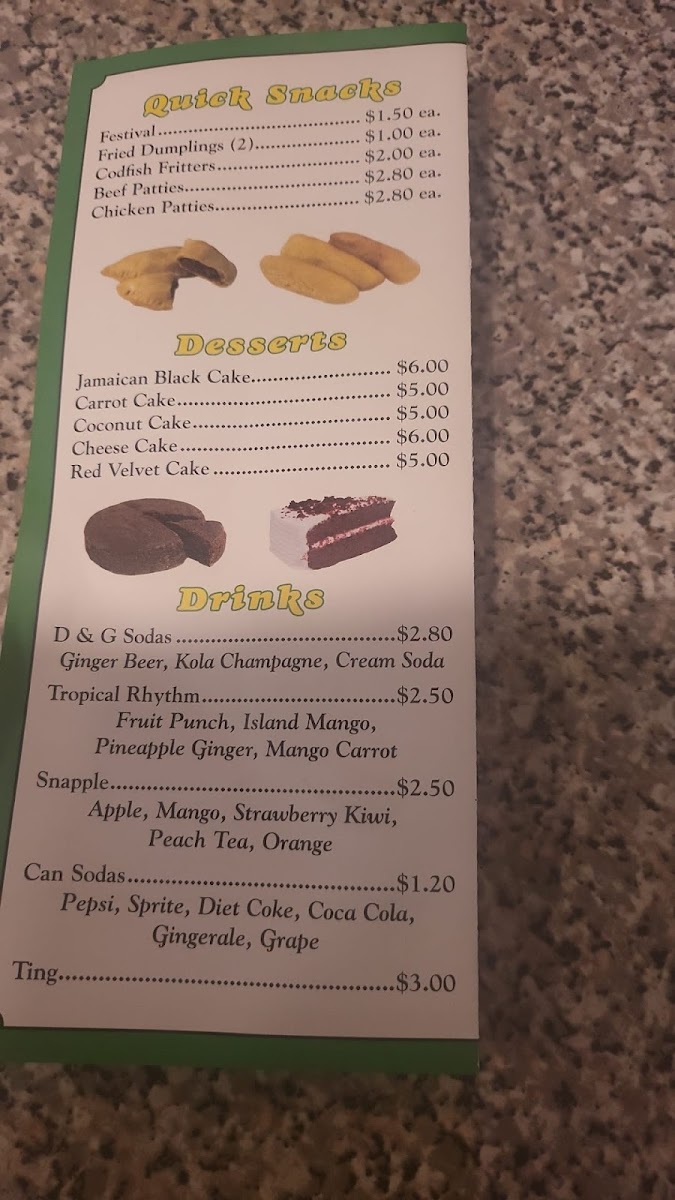 Quick Snacks
Festival................................................ $1.50 ea.
Fried Dumplings (2)..................... $1.00 ea.
Codfish Fritters............................. $2.00 ea.
Beef Patties.................................... $2.80 ea.
Chicken Patties.............................. $2.80 ea.
Desserts
Jamaican Black Cake........................ $6.00
Carrot Cake..................................... $5.00
Coconut Cake.................................. $5.00
Cheese Cake.................................... $6.00
Red Velvet Cake.............................. $5.00
Drinks
D & G Sodas....................................$2.80
Ginger Beer, Kola Champagne, Cream Soda
Tropical Rhythm................................$2.50
Fruit Punch, Island Mango,
Pineapple Ginger, Mango Carrot
Snapple..............................................$2.50
Apple, Mango, Strawberry Kiwi,
Peach Tea, Orange
Can Sodas..........................................$1.20
Pepsi, Sprite, Diet Coke, Coca Cola,
Gingerale, Grape
Ting....................................................$3.00